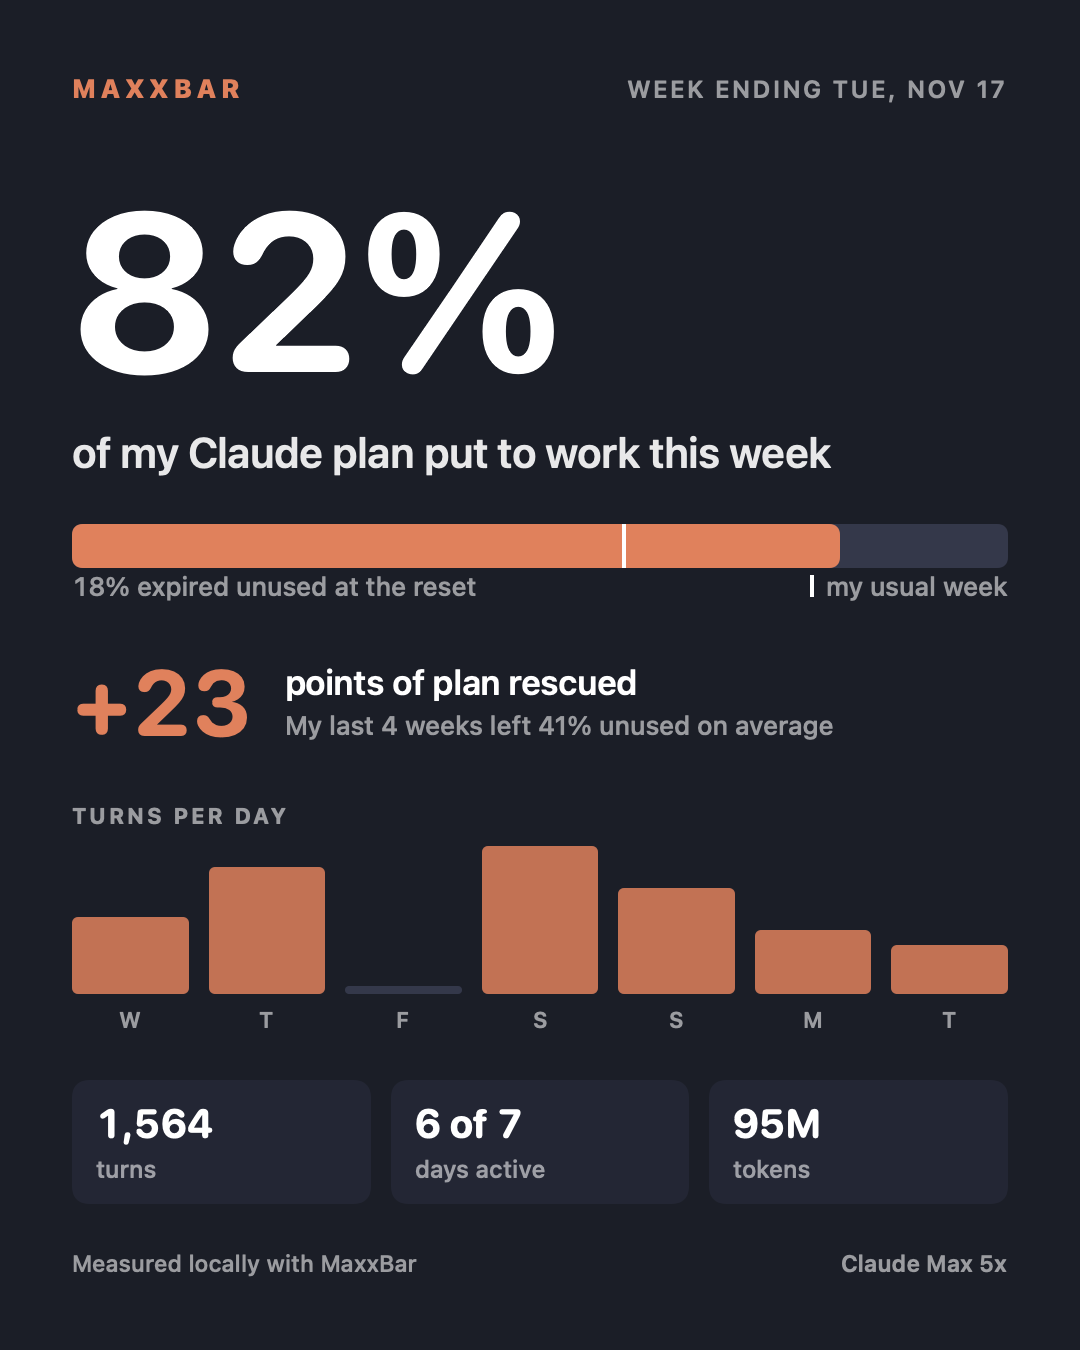 MAXXBAR
WEEK ENDING TUE, NOV 17
82%
of my Claude plan put to work this week
18% expired unused at the reset
my usual week
+23
points of plan rescued
My last 4 weeks left 41% unused on average
TURNS PER DAY
W T F S S M T
1,564
turns
6 of 7
days active
95M
tokens
Measured locally with MaxxBar
Claude Max 5x